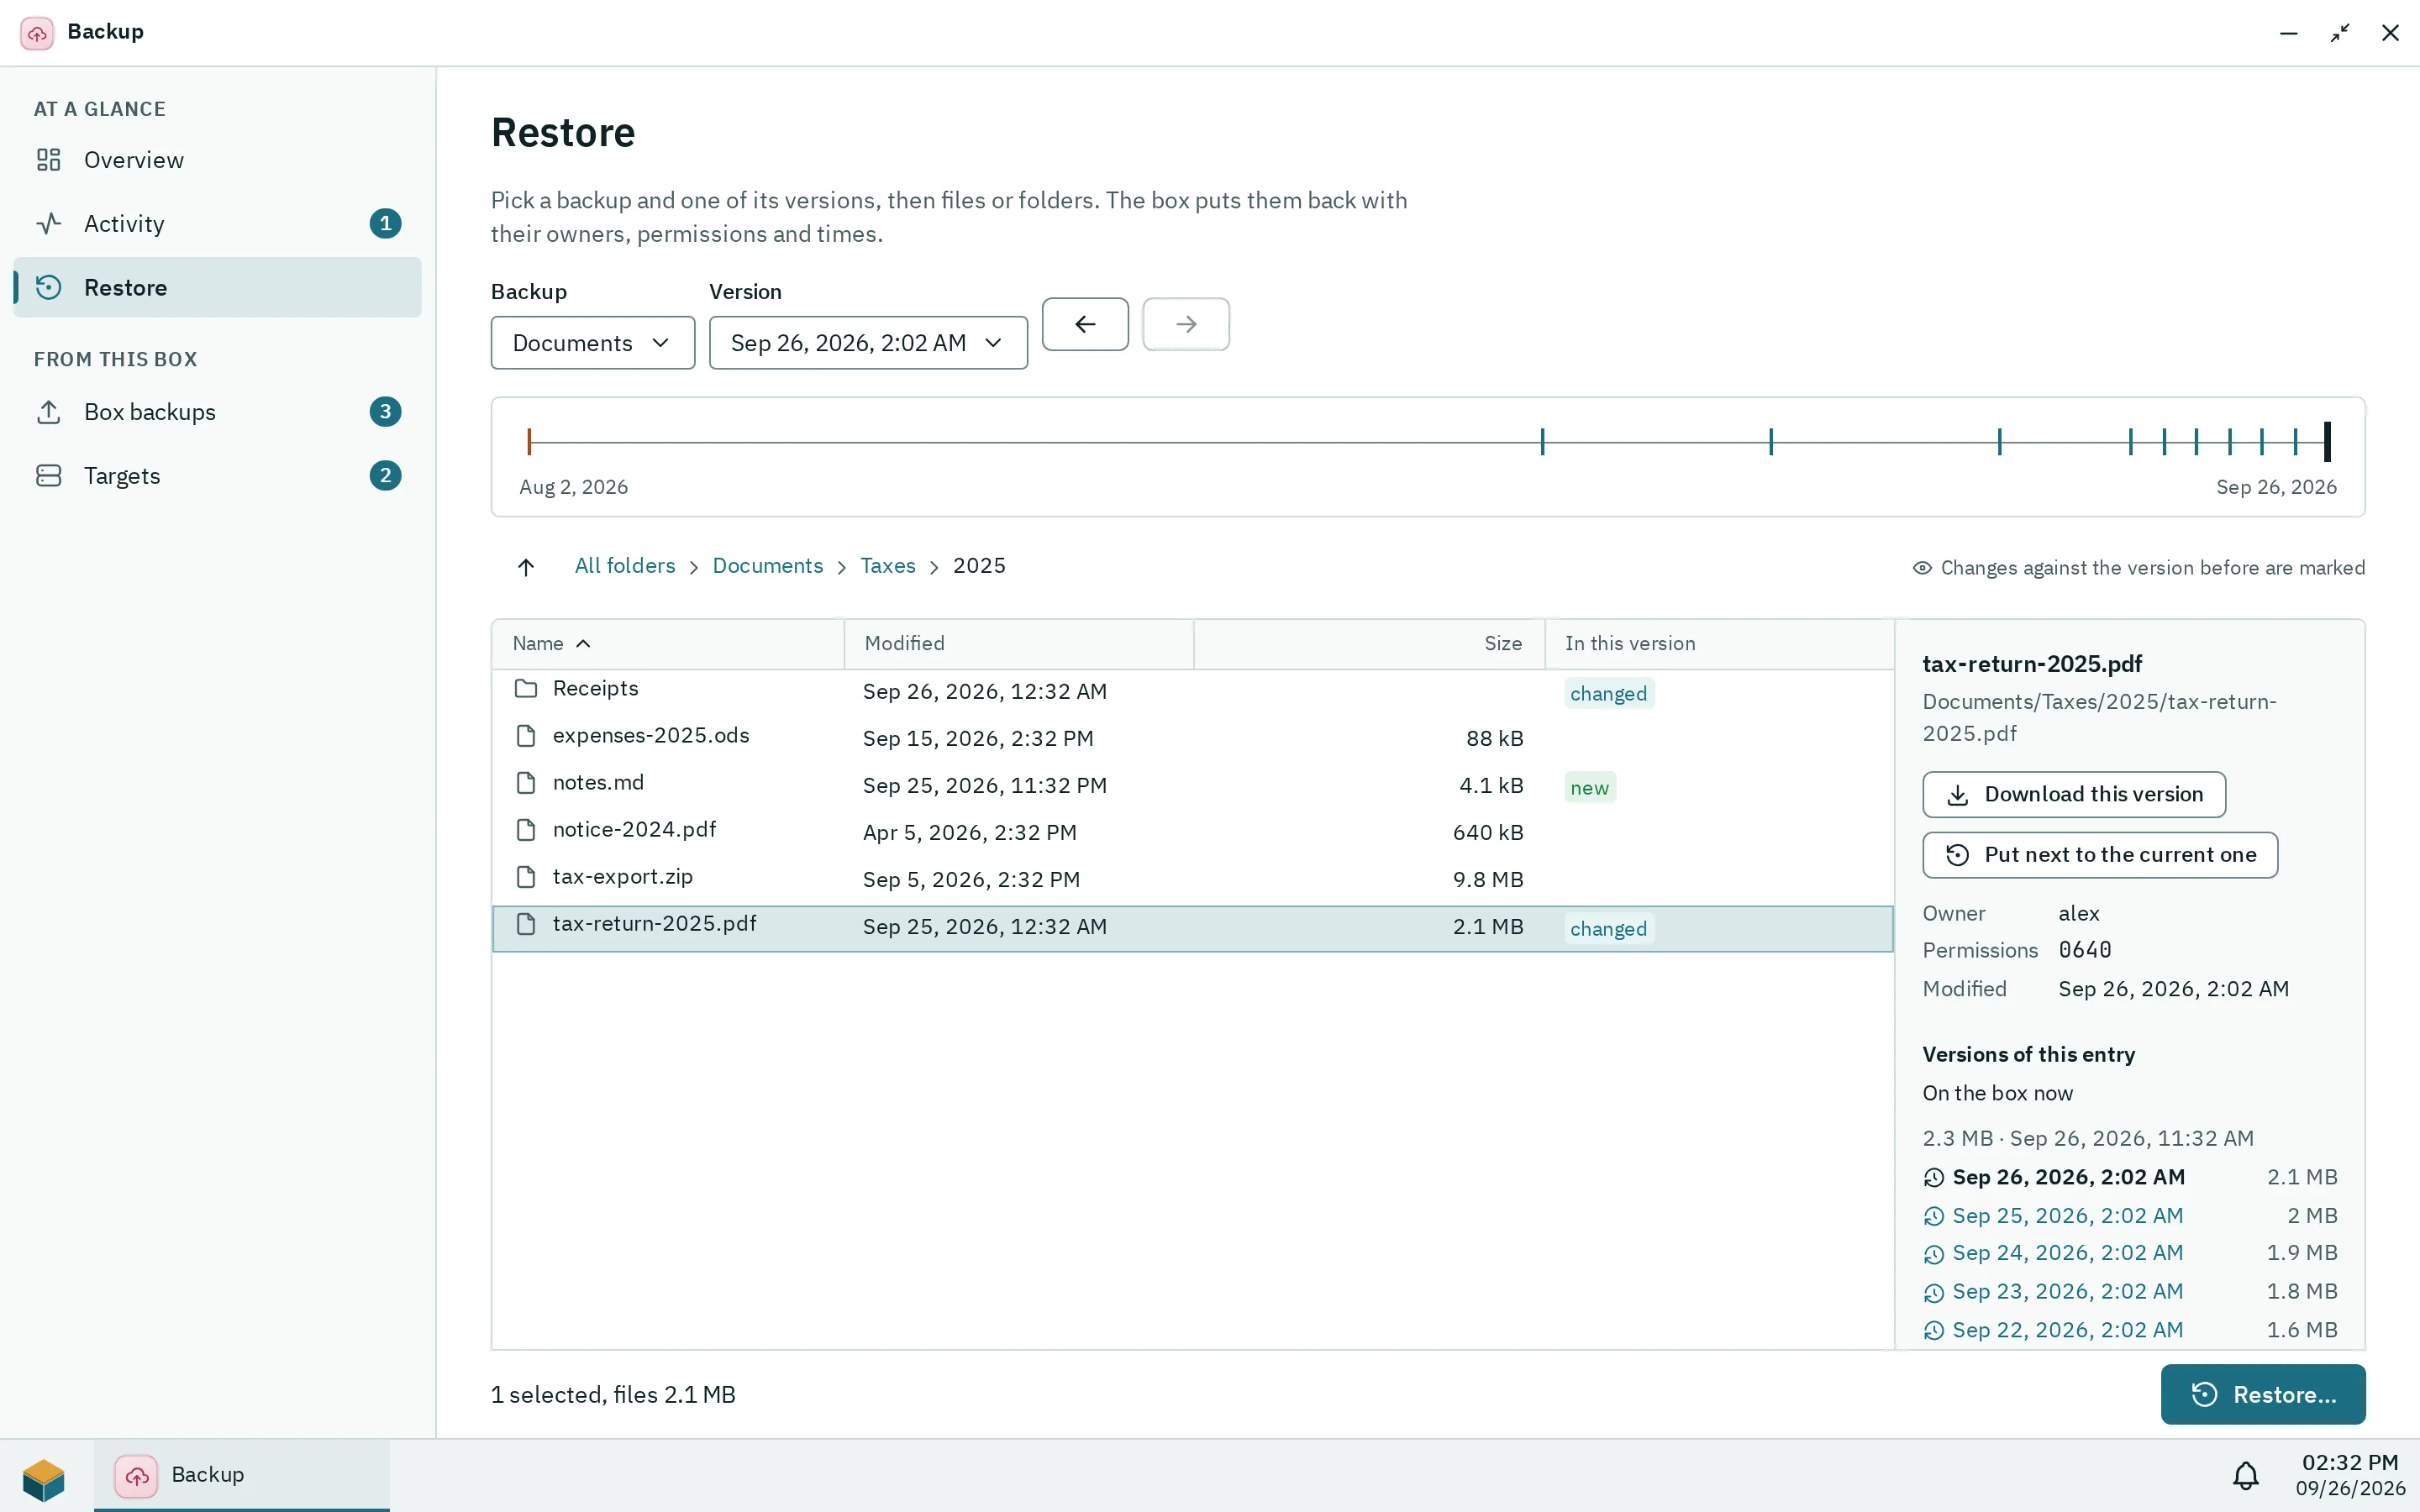 Backup
AT A GLANCE
Overview
Activity 1
Restore
FROM THIS BOX
Box backups 3
Targets 2
Restore
Pick a backup and one of its versions, then files or folders. The box puts them back with
their owners, permissions and times.
Backup Version
Documents Sep 26, 2026, 2:02 AM
Aug 2, 2026 Sep 26, 2026
All folders Documents Taxes 2025 Changes against the version before are marked
Name Modified Size In this version
Receipts Sep 26, 2026, 12:32 AM changed
expenses-2025.ods Sep 15, 2026, 2:32 PM 88 kB
notes.md Sep 25, 2026, 11:32 PM 4.1 kB new
notice-2024.pdf Apr 5, 2026, 2:32 PM 640 kB
tax-export.zip Sep 5, 2026, 2:32 PM 9.8 MB
tax-return-2025.pdf Sep 25, 2026, 12:32 AM 2.1 MB changed
tax-return-2025.pdf
Documents/Taxes/2025/tax-return-
2025.pdf
Download this version
Put next to the current one
Owner alex
Permissions 0640
Modified Sep 26, 2026, 2:02 AM
Versions of this entry
On the box now
2.3 MB · Sep 26, 2026, 11:32 AM
Sep 26, 2026, 2:02 AM 2.1 MB
Sep 25, 2026, 2:02 AM 2 MB
Sep 24, 2026, 2:02 AM 1.9 MB
Sep 23, 2026, 2:02 AM 1.8 MB
Sep 22, 2026, 2:02 AM 1.6 MB
1 selected, files 2.1 MB
Restore...
Backup
02:32 PM
09/26/2026